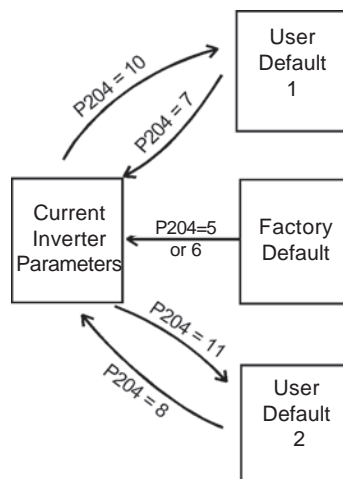 User
Default
1
P204 = 10
P204 = 7
Current
Inverter
Parameters
P204=5
or 6
Factory
Default
P204 = 11
P204 = 8
User
Default
2